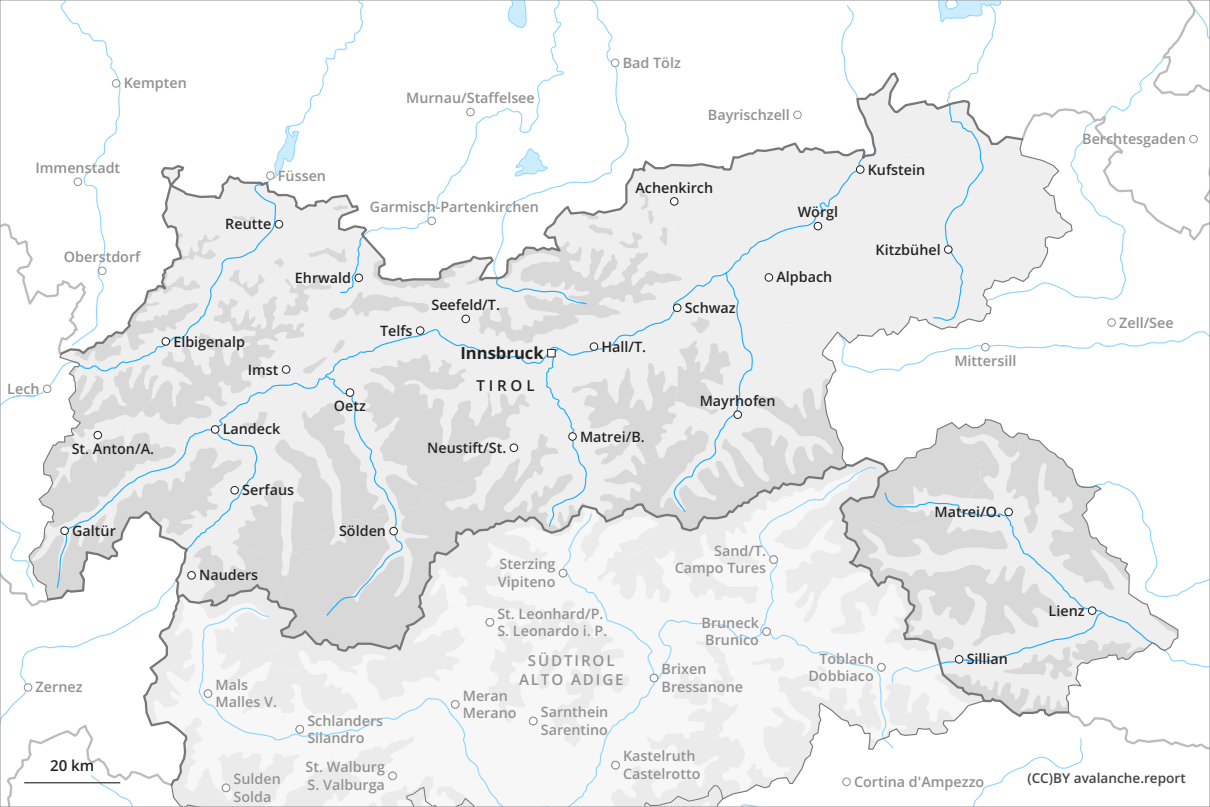 Kempten
Bad Tölz
Murnau/Staffelsee
Bayrischzell
Berchtesgaden
Immenstadt
Füssen
Kufstein
Achenkirch
Garmisch-Partenkirchen
Wörgl
Reutte
Kitzbühel
Oberstdorf
Ehrwald
Alpbach
Seefeld/T.
Schwaz
Zell/See
Telfs
Elbigenalp
Innsbruck
Hall/T.
Mittersill
Imst
TIROL
Lech
Oetz
Mayrhofen
Landeck
Matrei/B.
St. Anton/A.
Neustift/St.
Serfaus
Matrei/O.
Galtür
Sölden
Sand/T.
Campo Tures
Sterzing
Vipiteno
Nauders
Lienz
St. Leonhard/P.
S. Leonardo i. P.
Bruneck
Brunico
SÜDTIROL
ALTO ADIGE
Toblach
Dobbiaco
Sillian
Brixen
Bressanone
Zernez
Mals
Malles V.
Meran
Merano
Sarnthein
Sarentino
Schlanders
Silandro
Kastelruth
Castelrotto
St. Walburg
S. Valburga
20 km
Sulden
Solda
Cortina d'Ampezzo
(CC)BY avalanche.report